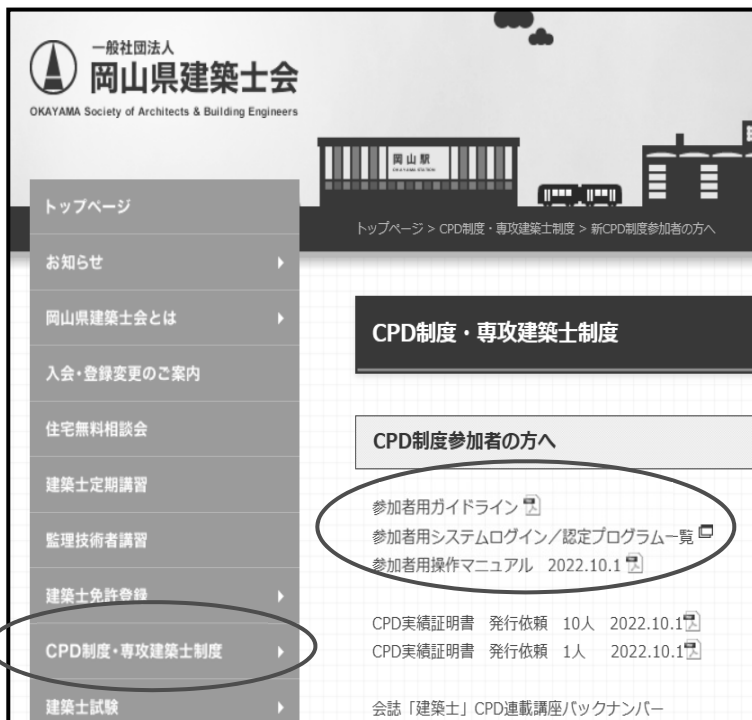 一般社団法人
岡山県建築士会
OKAYAMA Society of Architects & Building Engineers
岡山駅
OKAYAMA STATION
トップページ > CPD制度・専攻建築士制度 > 新CPD制度参加者の方へ
トップページ
お知らせ
岡山県建築士会とは
入会・登録変更のご案内
住宅無料相談会
建築士定期講習
監理技術者講習
建築士免許登録
CPD制度・専攻建築士制度
建築士試験
CPD制度・専攻建築士制度
CPD制度参加者の方へ
参加者用ガイドライン
参加者用システムログイン／認定プログラム一覧
参加者用操作マニュアル 2022.10.1
CPD実績証明書 発行依頼 10人 2022.10.1
CPD実績証明書 発行依頼 1人 2022.10.1
会誌「建築士」CPD連載講座バックナンバー